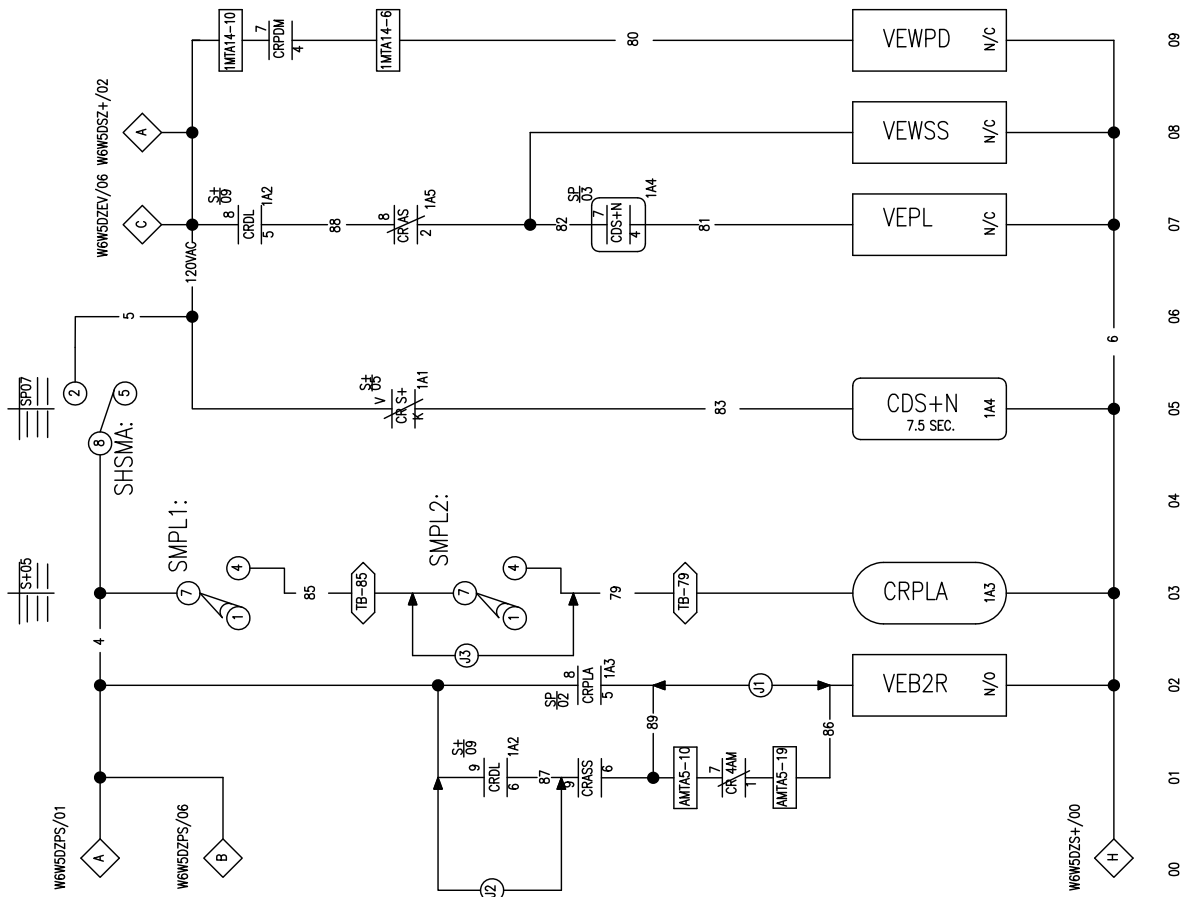 1MTA14-10
7
CRPDM
4
1MTA14-6
80
VEWPD
N/C
09
W6W5DSZ+/02
A
VEWSS
N/C
08
W6W5DZEV/06
C
S+
09
8
CRDL
5
1A2
88
8
CR AS
2
1A5
82
SP
03
7
CDS+N
4
1A4
81
VEPL
N/C
07
120VAC
5
6
06
SP07
2
5
8
SHSMA:
S+
05
V
CR S+
K
1A1
83
CDS+N
7.5 SEC.
1A4
05
04
S+05
SMPL1:
7
4
1
85
TB-85
SMPL2:
7
4
1
79
TB-79
CRPLA
1A3
03
4
J3
SP
02
8
CRPLA
5
1A3
J1
89
86
VEB2R
N/O
02
S+
09
9
CRDL
6
1A2
87
9
CRASS
6
AMTA5-10
7
CR 4AM
1
AMTA5-19
01
W6W5DZPS/01
A
W6W5DZPS/06
B
J2
W6W5DZS+/00
H
00